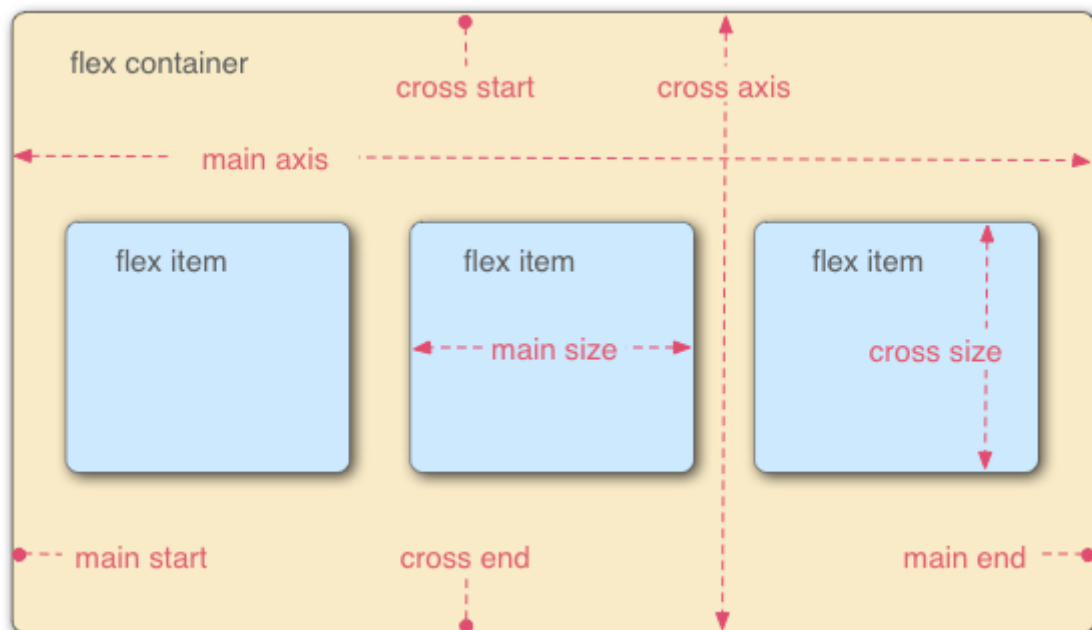 flex container
cross start
cross axis
main axis
flex item
flex item
flex item
main size
cross size
main start
cross end
main end